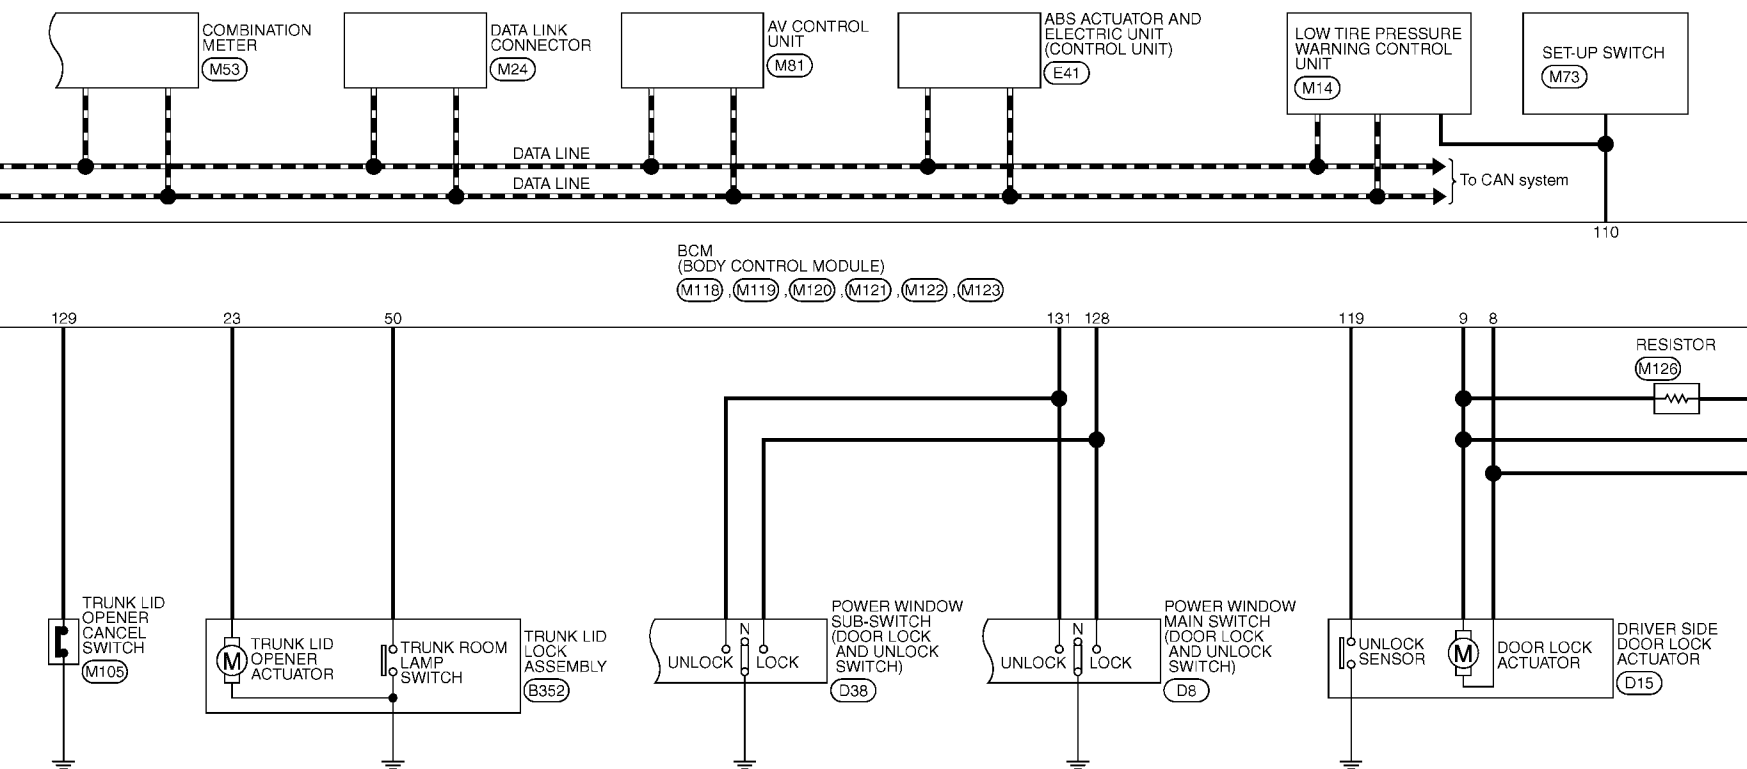 COMBINATION
METER
M53
DATA LINK
CONNECTOR
M24
AV CONTROL
UNIT
M81
ABS ACTUATOR AND
ELECTRIC UNIT
(CONTROL UNIT)
E41
LOW TIRE PRESSURE
WARNING CONTROL
UNIT
M14
SET-UP SWITCH
M73
DATA LINE
DATA LINE
To CAN system
110
BCM
(BODY CONTROL MODULE)
M118 , M119 , M120 , M121 , M122 , M123
129 23 50 131 128 119 9 8
RESISTOR
M126
TRUNK LID
OPENER
CANCEL
SWITCH
M105
M
TRUNK LID
OPENER
ACTUATOR
TRUNK ROOM
LAMP
SWITCH
TRUNK LID
LOCK
ASSEMBLY
B352
N
UNLOCK
LOCK
POWER WINDOW
SUB-SWITCH
(DOOR LOCK
AND UNLOCK
SWITCH)
D38
N
UNLOCK
LOCK
POWER WINDOW
MAIN SWITCH
(DOOR LOCK
AND UNLOCK
SWITCH)
D8
UNLOCK
SENSOR
M
DOOR LOCK
ACTUATOR
DRIVER SIDE
DOOR LOCK
ACTUATOR
D15